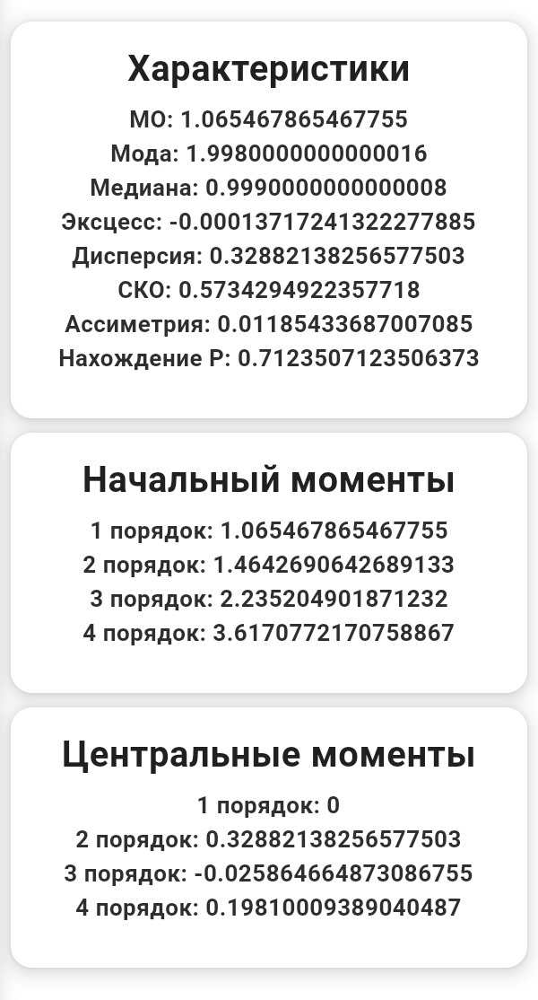 Характеристики
МО: 1.065467865467755
Мода: 1.9980000000000016
Медиана: 0.9990000000000008
Эксцесс: -0.00013717241322277885
Дисперсия: 0.32882138256577503
СКО: 0.5734294922357718
Ассиметрия: 0.01185433687007085
Нахождение Р: 0.7123507123506373
Начальный моменты
1 порядок: 1.065467865467755
2 порядок: 1.4642690642689133
3 порядок: 2.235204901871232
4 порядок: 3.6170772170758867
Центральные моменты
1 порядок: 0
2 порядок: 0.32882138256577503
3 порядок: -0.025864664873086755
4 порядок: 0.19810009389040487